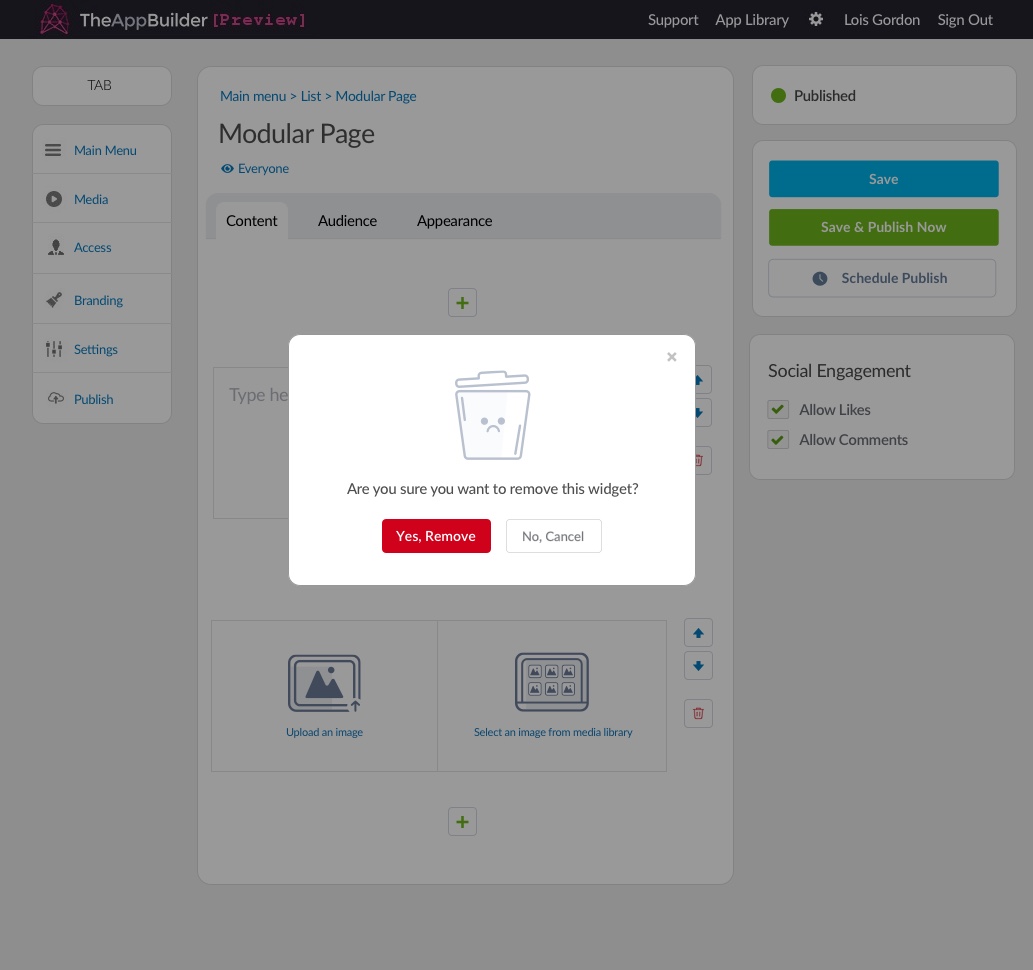 TheAppBuilder [Preview]
Support App Library Lois Gordon Sign Out
TAB
Main Menu
Media
Access
Branding
Settings
Publish
Main menu > List > Modular Page
Modular Page
Everyone
Content Audience Appearance
Type he
Are you sure you want to remove this widget?
Yes, Remove No, Cancel
Upload an image Select an image from media library
Published
Save
Save & Publish Now
Schedule Publish
Social Engagement
Allow Likes
Allow Comments